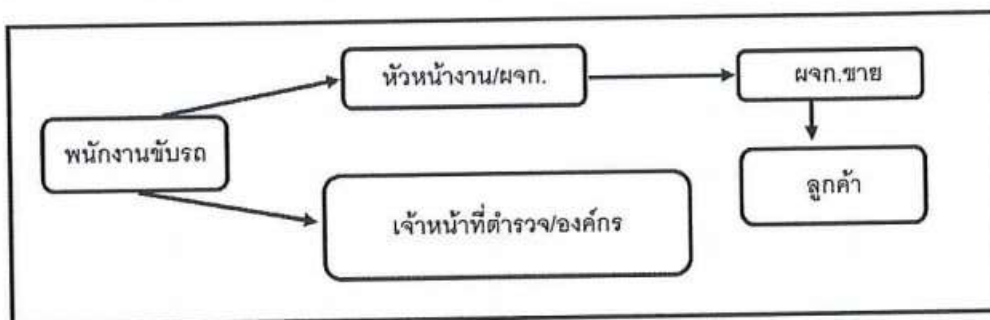 หัวหน้างาน/ผจก.
ผจก.ขาย
พนักงานขับรถ
ลูกค้า
เจ้าหน้าที่ตำรวจ/องค์กร